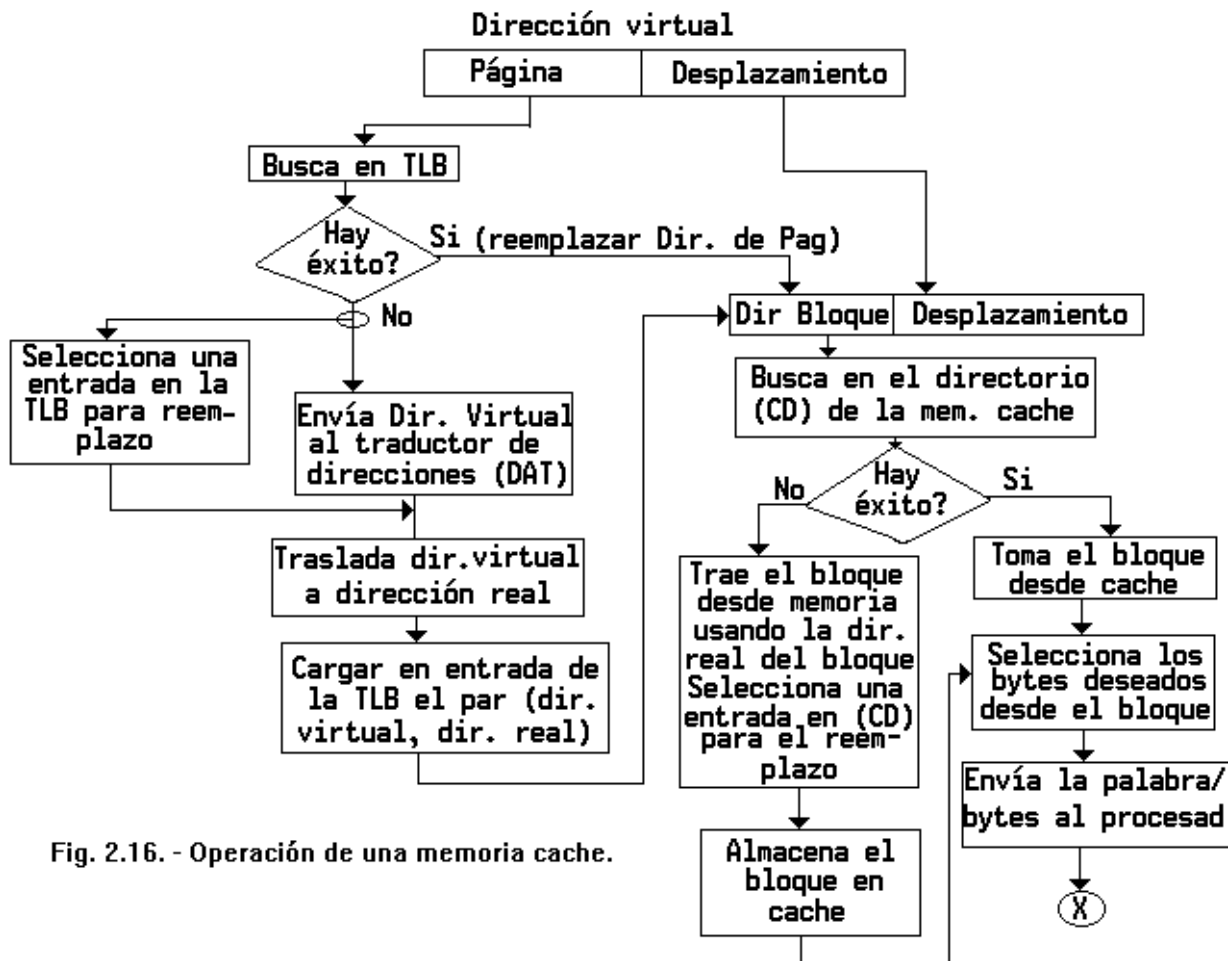 Dirección virtual
Página
Desplazamiento
Busca en TLB
Hay
éxito?
Si (reemplazar Dir. de Pag)
No
Selecciona una
entrada en la
TLB para reem-
plazo
Envía Dir. Virtual
al traductor de
direcciones (DAT)
Traslada dir.virtual
a dirección real
Cargar en entrada de
la TLB el par (dir.
virtual, dir. real)
Dir Bloque
Desplazamiento
Busca en el directorio
(CD) de la mem. cache
Hay
éxito?
No
Si
Trae el bloque
desde memoria
usando la dir.
real del bloque
Selecciona una
entrada en (CD)
para el reem-
plazo
Almacena el
bloque en
cache
Toma el bloque
desde cache
Selecciona los
bytes deseados
desde el bloque
Envía la palabra/
bytes al procesad
X
Fig. 2.16. - Operación de una memoria cache.